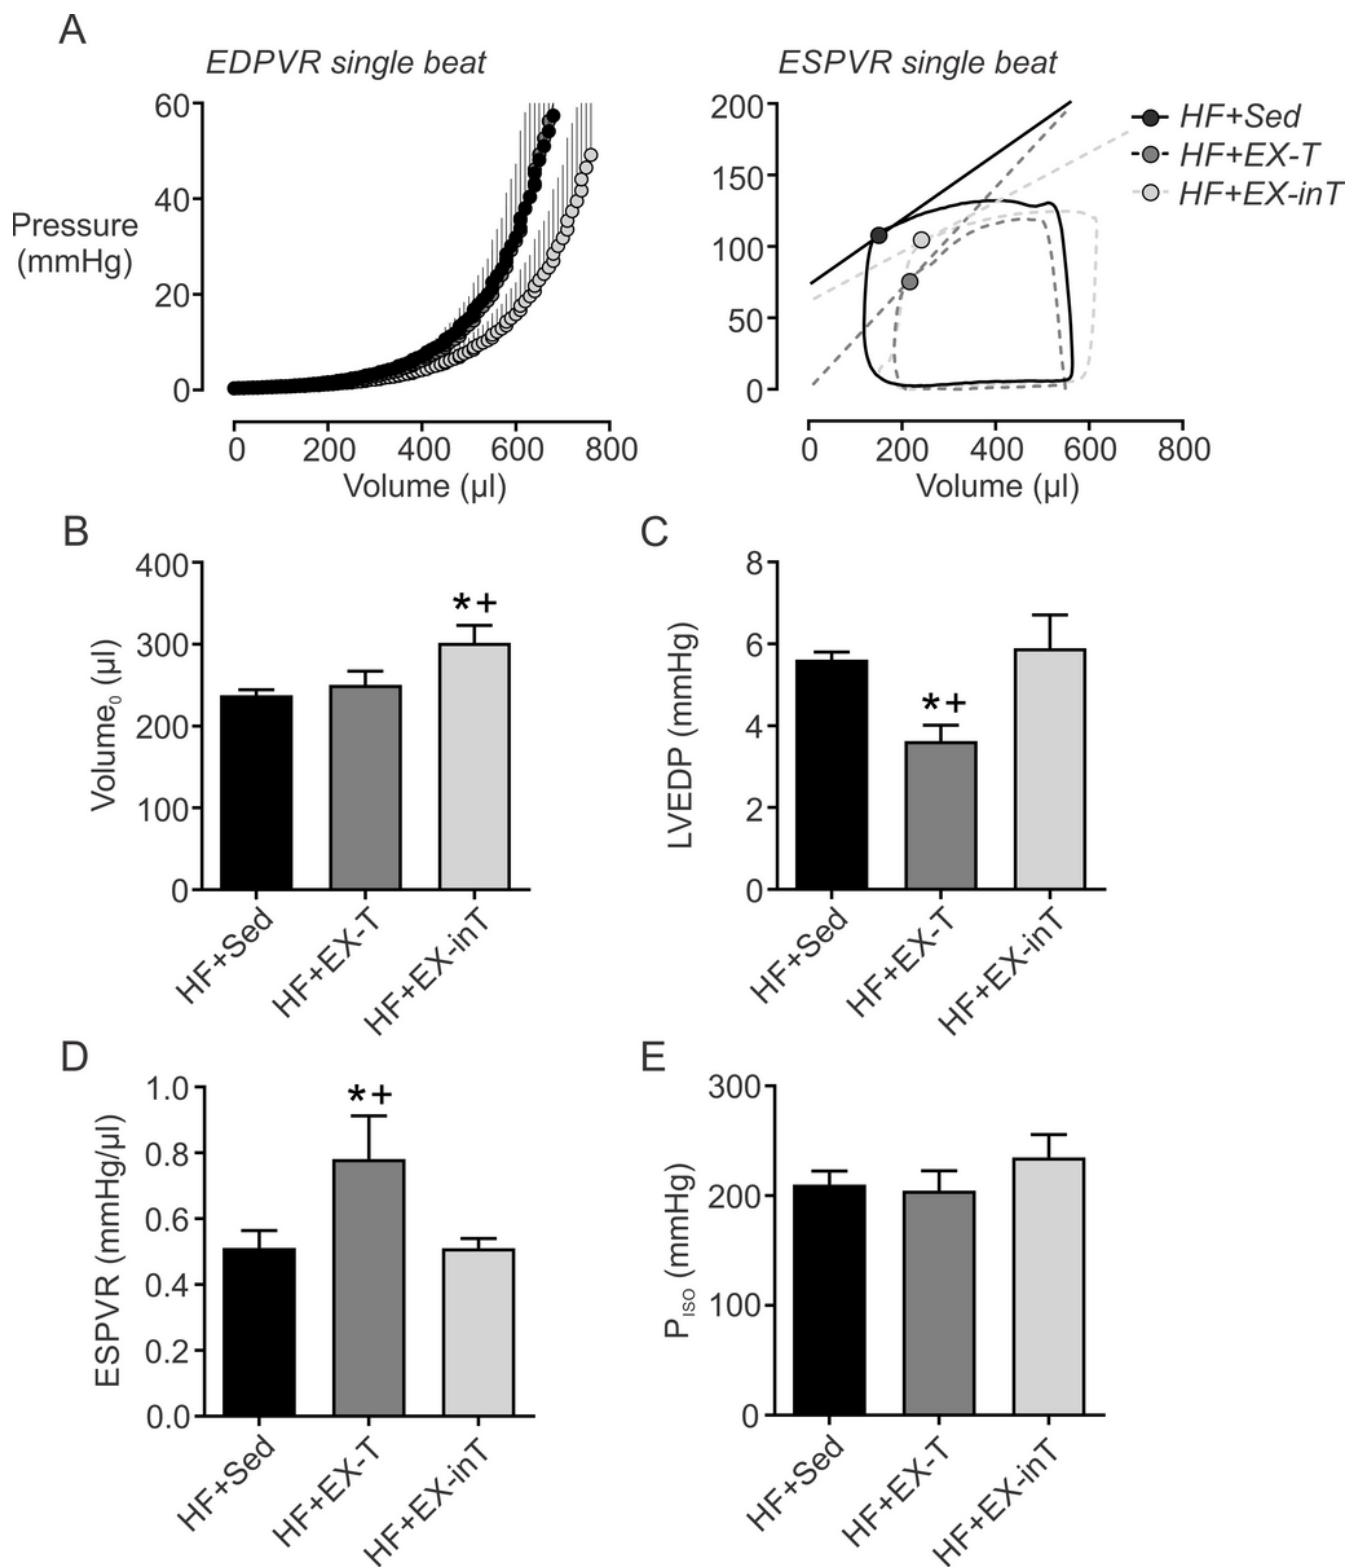 A
EDPVR single beat
ESPVR single beat
Pressure
(mmHg)
60
40
20
0
0 200 400 600 800
Volume (µl)
200
150
100
50
0
0 200 400 600 800
Volume (µl)
HF+Sed
HF+EX-T
HF+EX-inT
B
Volume₀ (µl)
400
300
200
100
0
*+
HF+Sed
HF+EX-T
HF+EX-inT
C
LVEDP (mmHg)
8
6
4
2
0
*+
HF+Sed
HF+EX-T
HF+EX-inT
D
ESPVR (mmHg/µl)
1.0
0.8
0.6
0.4
0.2
0.0
*+
HF+Sed
HF+EX-T
HF+EX-inT
E
P_ISO (mmHg)
300
200
100
0
HF+Sed
HF+EX-T
HF+EX-inT